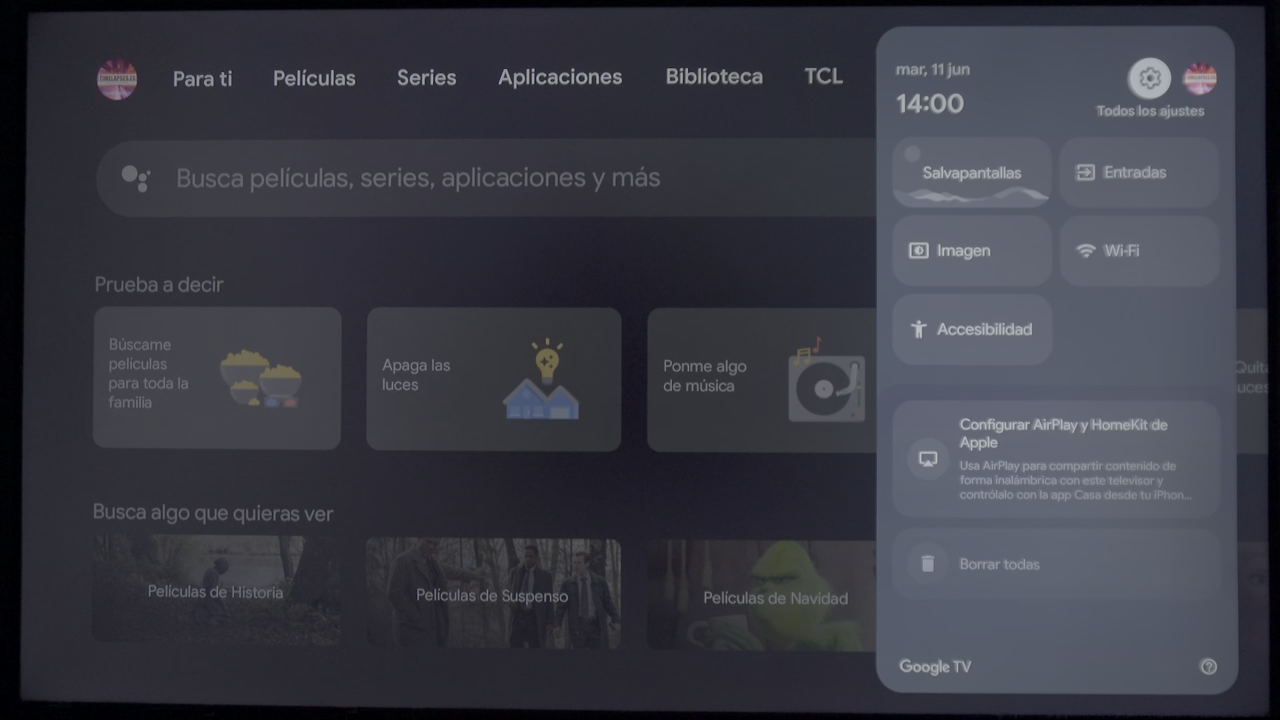 Para ti Películas Series Aplicaciones Biblioteca TCL
Busca películas, series, aplicaciones y más
Prueba a decir
Búscame
películas
para toda la
familia
Apaga las
luces
Ponme algo
de música
Busca algo que quieras ver
Películas de Historia
Películas de Suspenso
Películas de Navidad
mar, 11 jun
14:00
Todos los ajustes
Salvapantallas
Entradas
Imagen
Wi-Fi
Accesibilidad
Configurar AirPlay y HomeKit de
Apple
Usa AirPlay para compartir contenido de
forma inalámbrica con este televisor y
contrólalo con la app Casa desde tu iPhon...
Borrar todas
Google TV